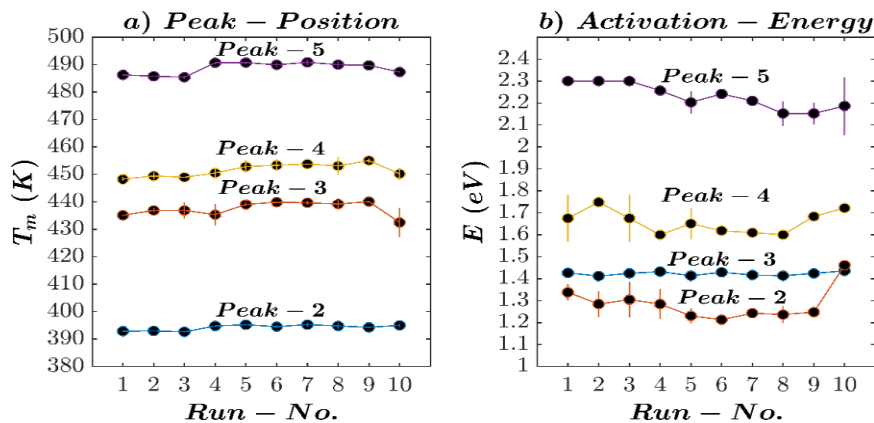 a) Peak – Position
500
490
480
470
460
450
440
430
420
410
400
390
380
T_m (K)
Peak – 5
Peak – 4
Peak – 3
Peak – 2
1 2 3 4 5 6 7 8 9 10
Run – No.
b) Activation – Energy
2.4
2.3
2.2
2.1
2
1.9
1.8
1.7
1.6
1.5
1.4
1.3
1.2
1.1
1
E (eV)
Peak – 5
Peak – 4
Peak – 3
Peak – 2
1 2 3 4 5 6 7 8 9 10
Run – No.